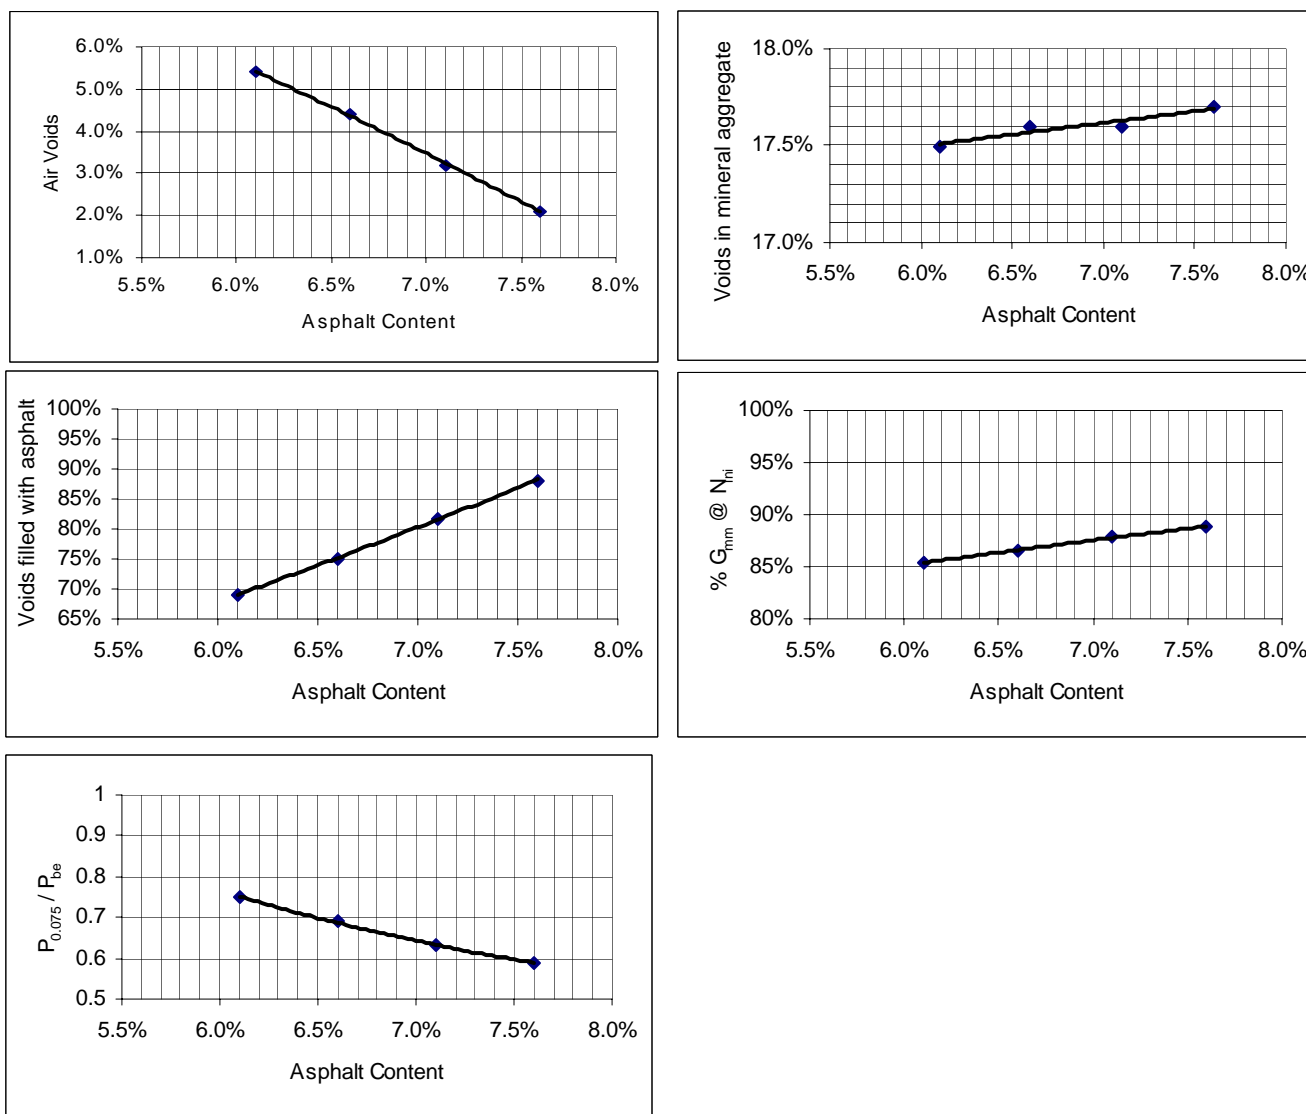 Air Voids
6.0%
5.0%
4.0%
3.0%
2.0%
1.0%
5.5% 6.0% 6.5% 7.0% 7.5% 8.0%
Asphalt Content
Voids in mineral aggregate
18.0%
17.5%
17.0%
5.5% 6.0% 6.5% 7.0% 7.5% 8.0%
Asphalt Content
Voids filled with asphalt
100%
95%
90%
85%
80%
75%
70%
65%
5.5% 6.0% 6.5% 7.0% 7.5% 8.0%
Asphalt Content
% Gmm @ NIni
100%
95%
90%
85%
80%
5.5% 6.0% 6.5% 7.0% 7.5% 8.0%
Asphalt Content
P0.075 / Pbe
1
0.9
0.8
0.7
0.6
0.5
5.5% 6.0% 6.5% 7.0% 7.5% 8.0%
Asphalt Content